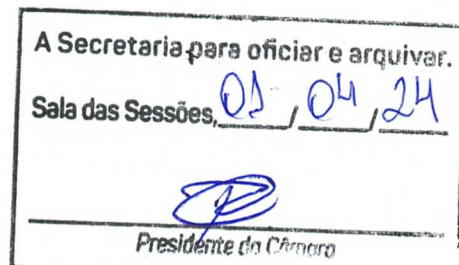 A Secretaria para oficiar e arquivar.
Sala das Sessões, 01 / 04 / 24
Presidente da Câmara